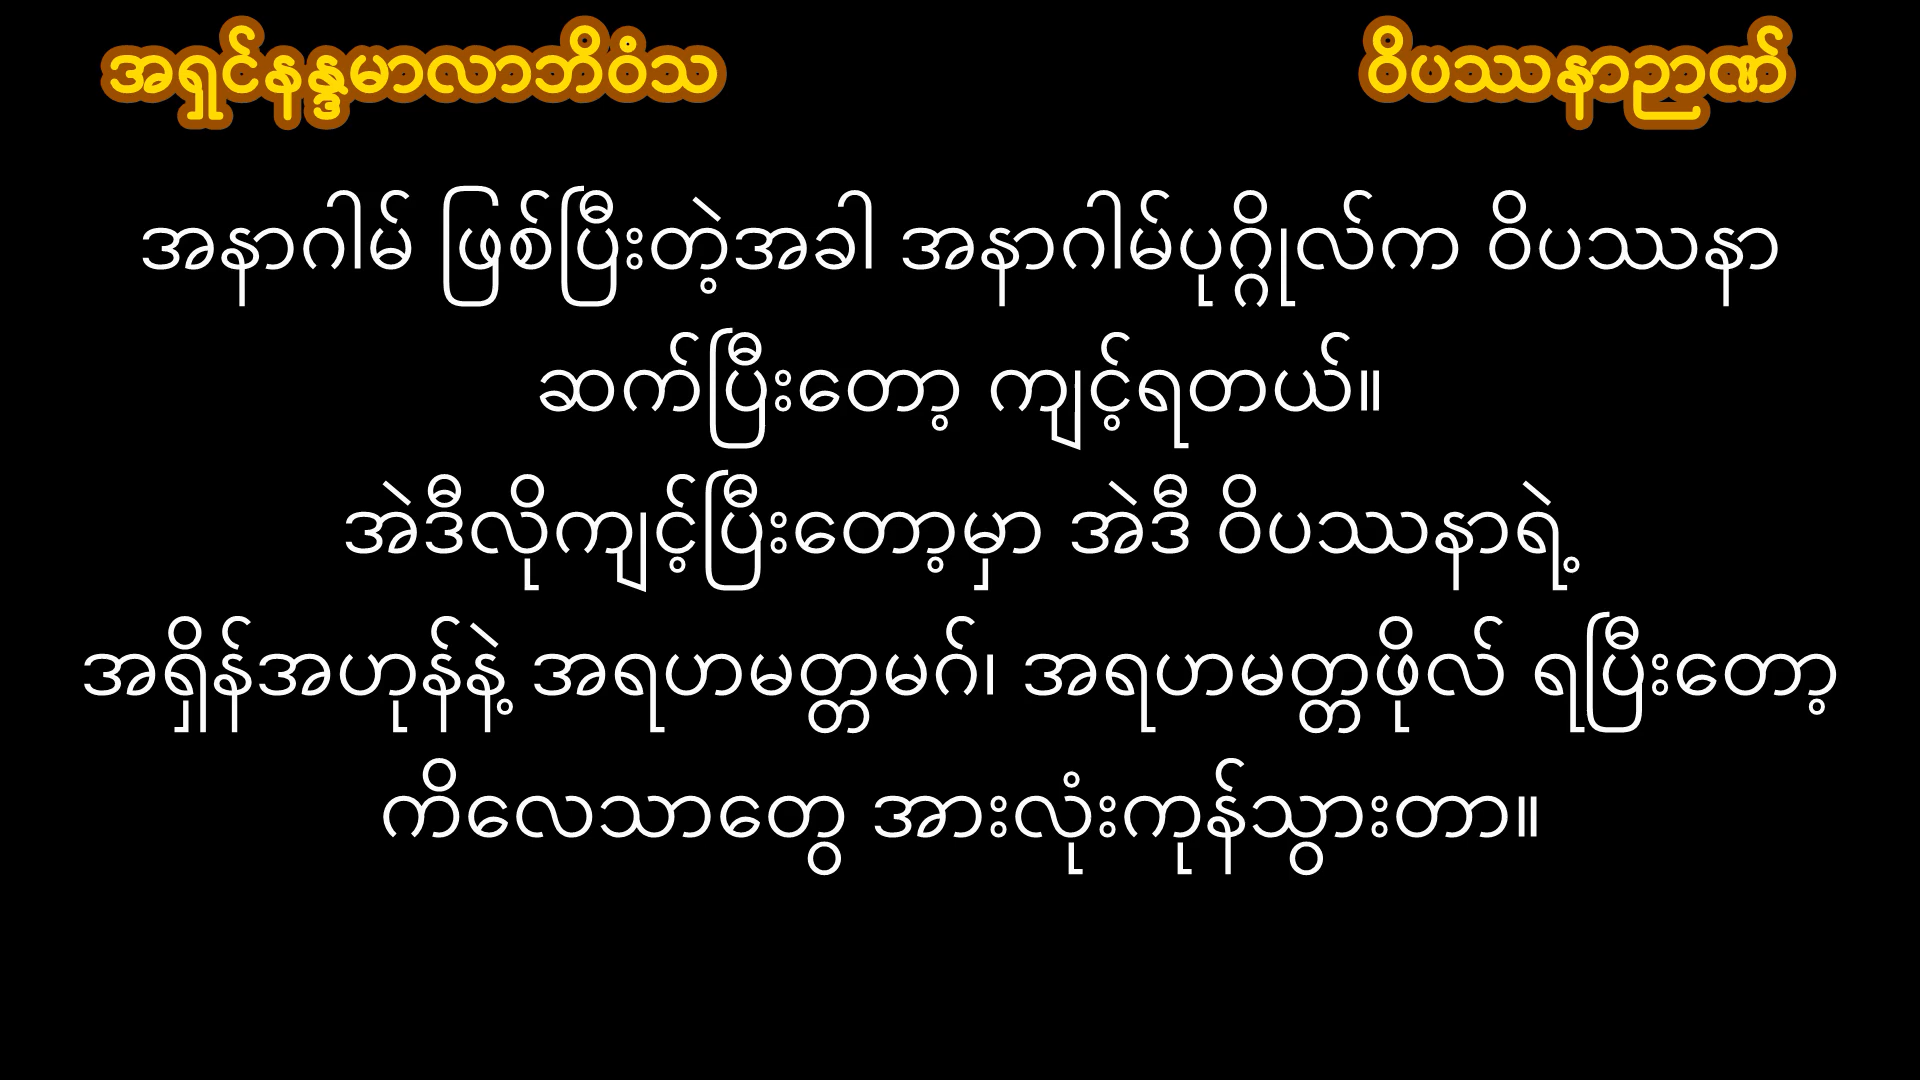 အရှင်နန္ဒမာလာဘိဝံသ
ဝိပဿနာဉာဏ်
အနာဂါမ် ဖြစ်ပြီးတဲ့အခါ အနာဂါမ်ပုဂ္ဂိုလ်က ဝိပဿနာ
ဆက်ပြီးတော့ ကျင့်ရတယ်။
အဲဒီလိုကျင့်ပြီးတော့မှာ အဲဒီ ဝိပဿနာရဲ့
အရှိန်အဟုန်နဲ့ အရဟမတ္တမဂ်၊ အရဟမတ္တဖိုလ် ရပြီးတော့
ကိလေသာတွေ အားလုံးကုန်သွားတာ။